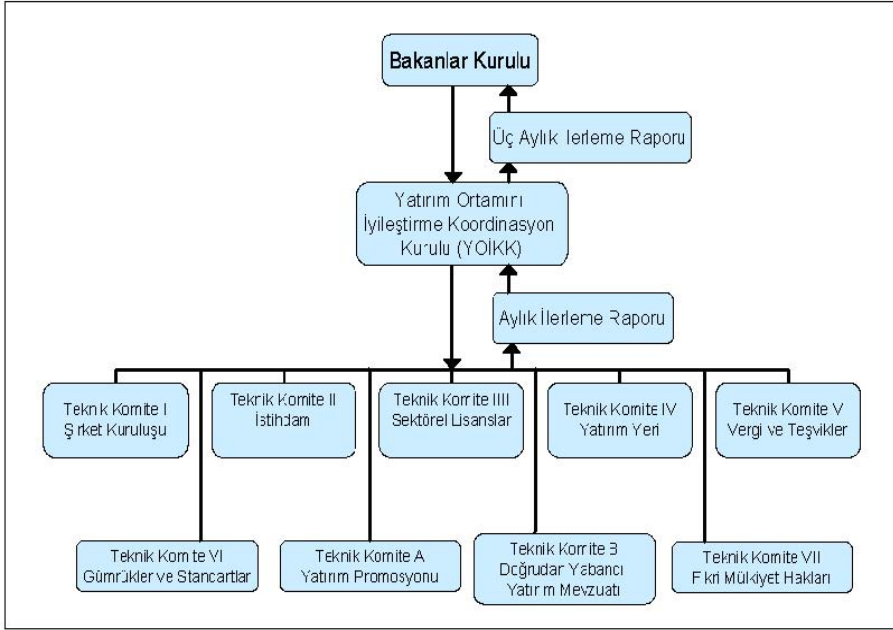 Bakanlar Kurulu
Üç Aylık İlerleme Raporu
Yatırım Ortamını
İyileştirme Koordinasyon
Kurulu (YOİKK)
Aylık İlerleme Raporu
Teknik Komite I
Şirket Kuruluşu
Teknik Komite II
İstihdam
Teknik Komite IIII
Sektörel Lisanslar
Teknik Komite IV
Yatırım Yeri
Teknik Komite V
Vergi ve Teşvikler
Teknik Komite VI
Gümrükler ve Standartlar
Teknik Komite A
Yatırım Promosyonu
Teknik Komite B
Doğrudan Yabancı
Yatırım Mevzuatı
Teknik Komite VII
Fikri Mülkiyet Hakları